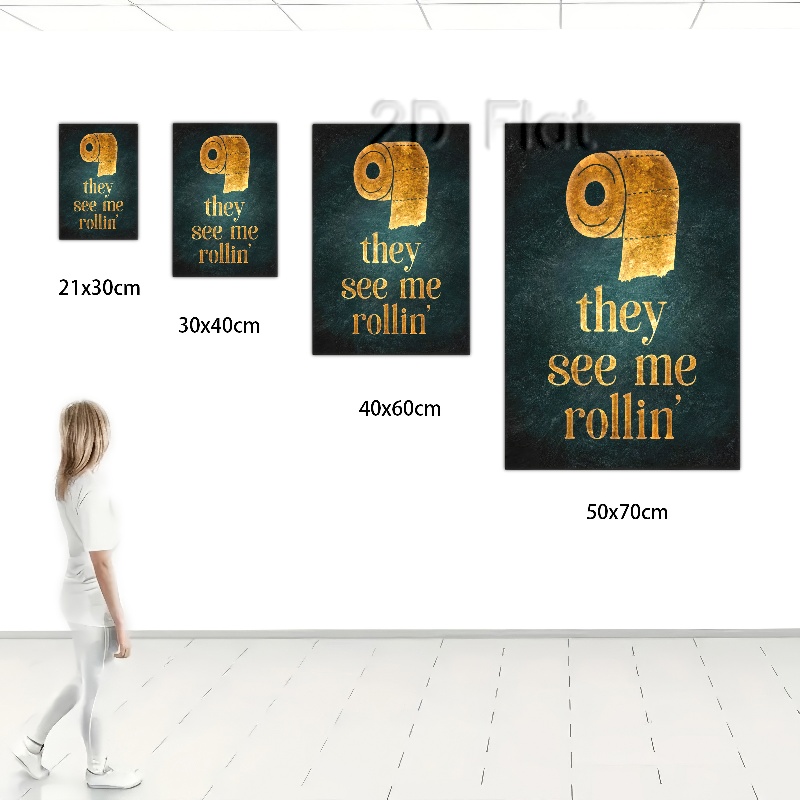 2D Flat
they
see me
rollin’
21x30cm
they
see me
rollin’
30x40cm
they
see me
rollin’
40x60cm
they
see me
rollin’
50x70cm